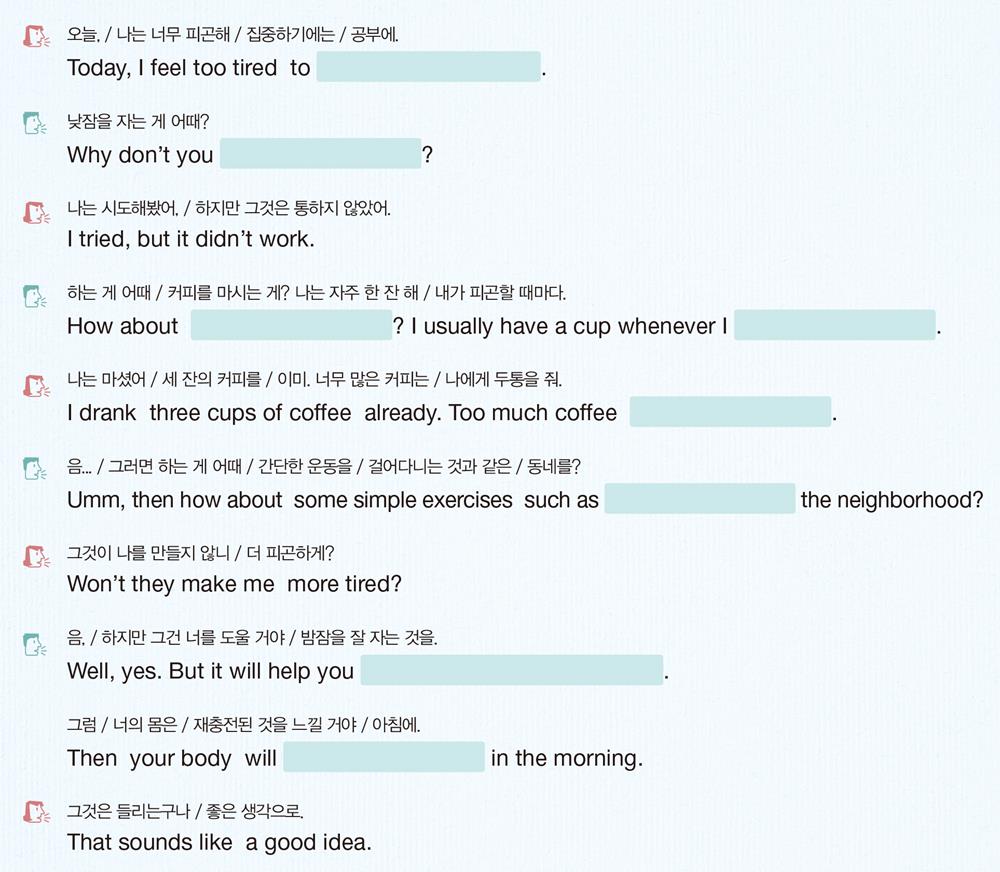 오늘, / 나는 너무 피곤해 / 집중하기에는 / 공부에.
Today, I feel too tired to .
낮잠을 자는 게 어때?
Why don't you ?
나는 시도해봤어, / 하지만 그것은 통하지 않았어.
I tried, but it didn't work.
하는 게 어때 / 커피를 마시는 게? 나는 자주 한 잔 해 / 내가 피곤할 때마다.
How about ? I usually have a cup whenever I .
나는 마셨어 / 세 잔의 커피를 / 이미. 너무 많은 커피는 / 나에게 두통을 줘.
I drank three cups of coffee already. Too much coffee .
음... / 그러면 하는 게 어때 / 간단한 운동을 / 걸어다니는 것과 같은 / 동네를?
Umm, then how about some simple exercises such as the neighborhood?
그것이 나를 만들지 않니 / 더 피곤하게?
Won't they make me more tired?
음, / 하지만 그건 너를 도울 거야 / 밤잠을 잘 자는 것을.
Well, yes. But it will help you .
그럼 / 너의 몸은 / 재충전된 것을 느낄 거야 / 아침에.
Then your body will in the morning.
그것은 들리는구나 / 좋은 생각으로.
That sounds like a good idea.